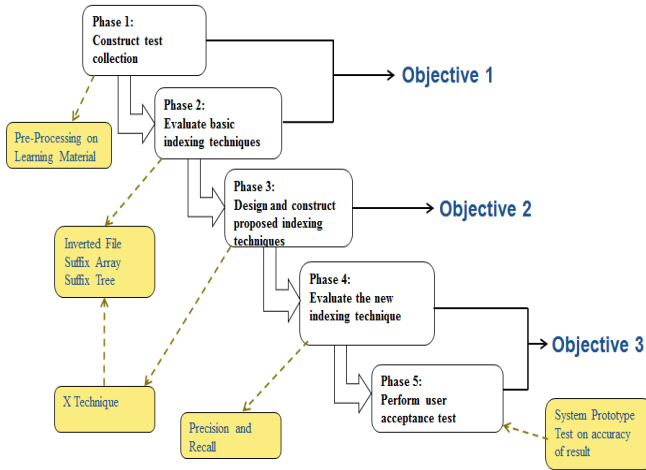 Phase 1:
Construct test
collection
Objective 1
Phase 2:
Evaluate basic
indexing techniques
Pre-Processing on
Learning Material
Phase 3:
Design and construct
proposed indexing
techniques
Objective 2
Inverted File
Suffix Array
Suffix Tree
Phase 4:
Evaluate the new
indexing technique
Objective 3
Phase 5:
Perform user
acceptance test
X Technique
Precision and
Recall
System Prototype
Test on accuracy
of result